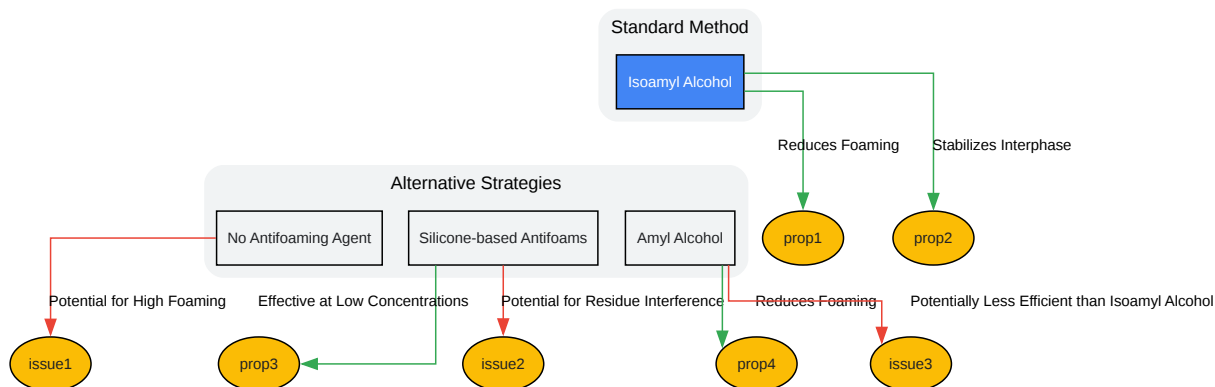 Standard Method
Isoamyl Alcohol
Reduces Foaming
Stabilizes Interphase
Alternative Strategies
No Antifoaming Agent
Silicone-based Antifoams
Amyl Alcohol
prop1
prop2
Potential for High Foaming
Effective at Low Concentrations
Potential for Residue Interference
Reduces Foaming
Potentially Less Efficient than Isoamyl Alcohol
issue1
prop3
issue2
prop4
issue3